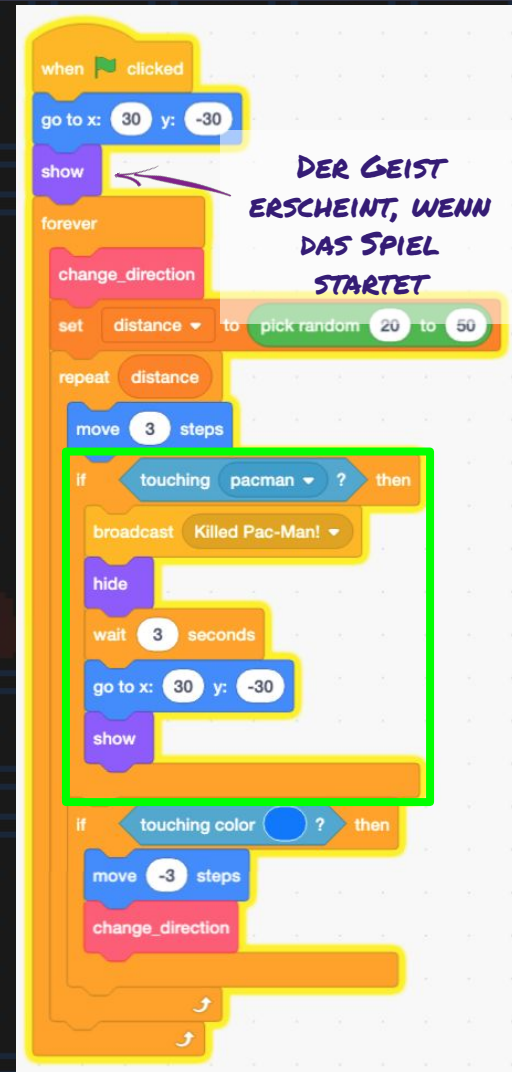 when clicked
go to x: 30 y: -30
show
DER GEIST
ERSCHEINT, WENN
DAS SPIEL
STARTET
forever
change_direction
set distance to pick random 20 to 50
repeat distance
move 3 steps
if touching pacman ? then
broadcast Killed Pac-Man!
hide
wait 3 seconds
go to x: 30 y: -30
show
if touching color ? then
move -3 steps
change_direction